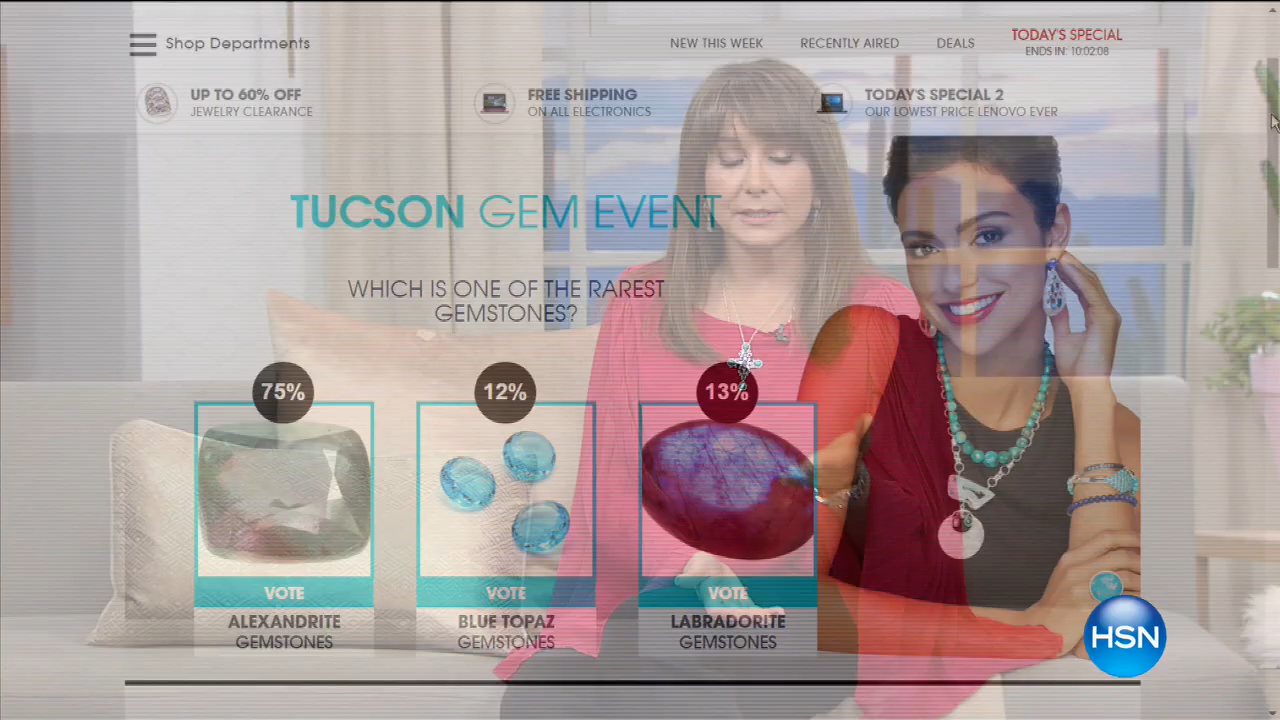 Shop Departments
NEW THIS WEEK
RECENTLY AIRED
DEALS
TODAY'S SPECIAL
ENDS IN: 10:02:08
UP TO 60% OFF
JEWELRY CLEARANCE
FREE SHIPPING
ON ALL ELECTRONICS
TODAY'S SPECIAL 2
OUR LOWEST PRICE LENOVO EVER
TUCSON GEM EVENT
WHICH IS ONE OF THE RAREST
GEMSTONES?
75%
12%
13%
VOTE
VOTE
VOTE
ALEXANDRITE
GEMSTONES
BLUE TOPAZ
GEMSTONES
LABRADORITE
GEMSTONES
HSN